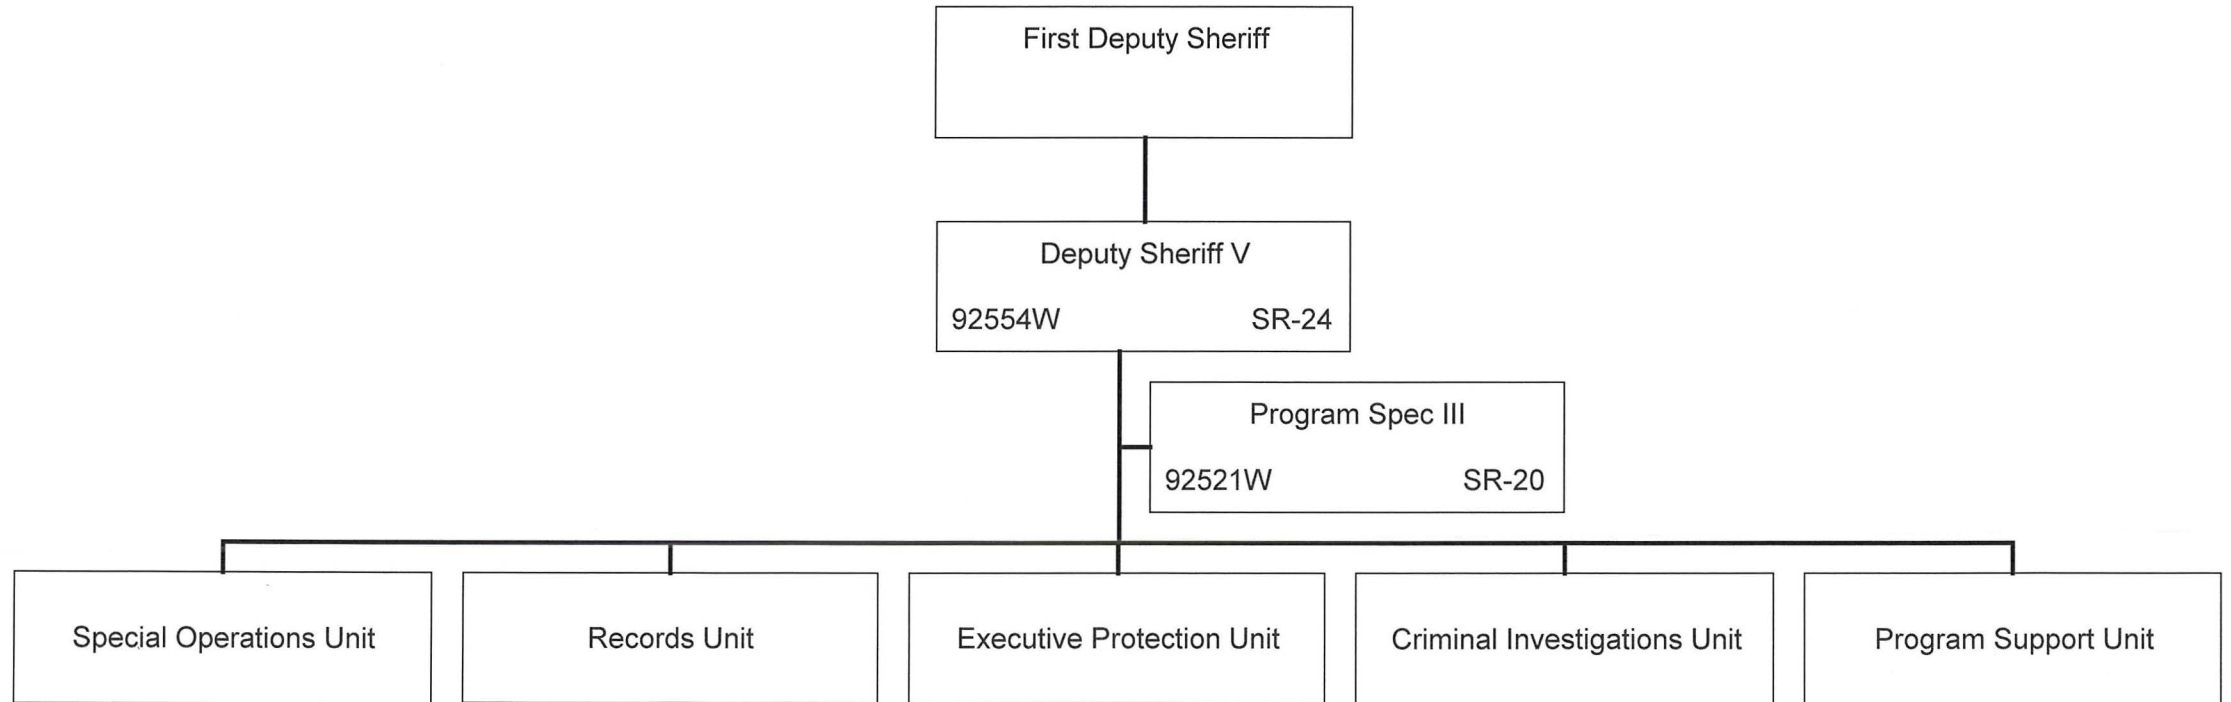 First Deputy Sheriff
Deputy Sheriff V
92554W SR-24
Program Spec III
92521W SR-20
Special Operations Unit
Records Unit
Executive Protection Unit
Criminal Investigations Unit
Program Support Unit